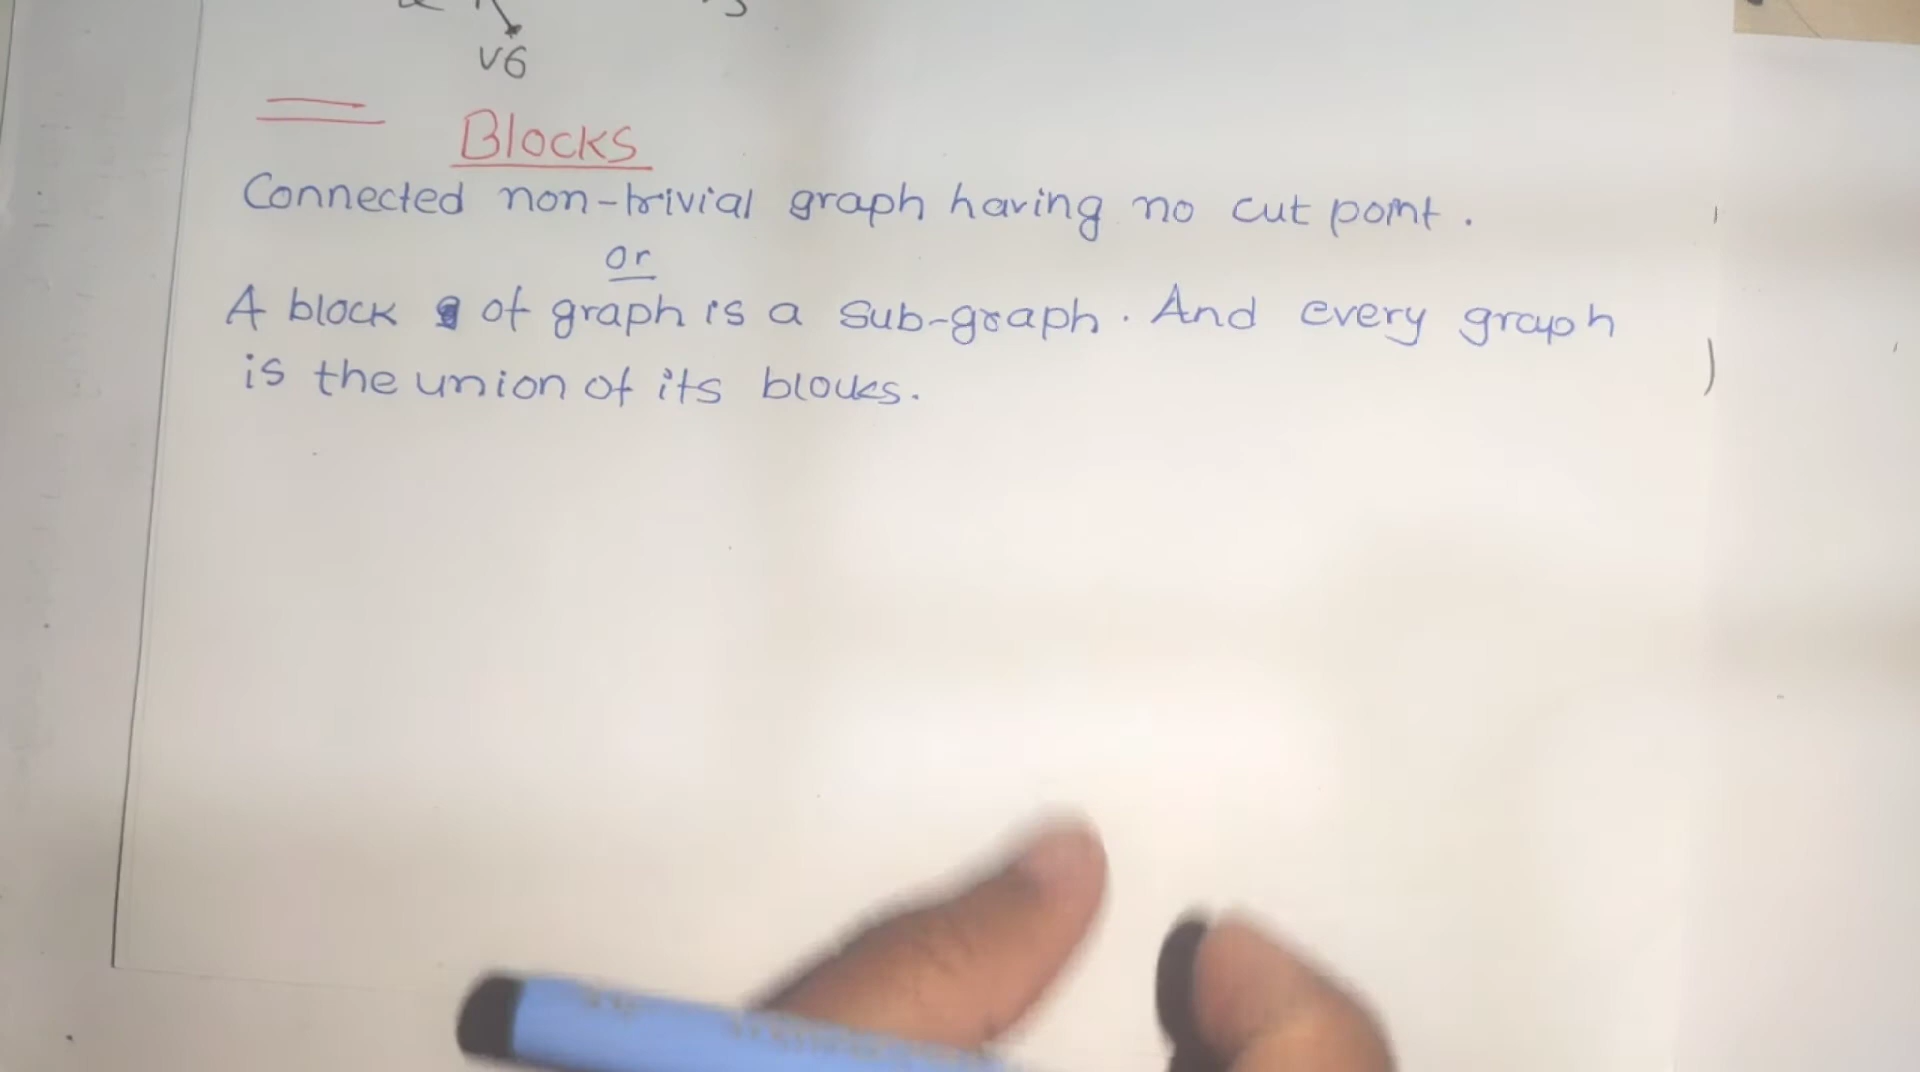 v6
Blocks
Connected non-trivial graph having no cut point.
or
A block of graph is a sub-graph. And every graph
is the union of its blocks.